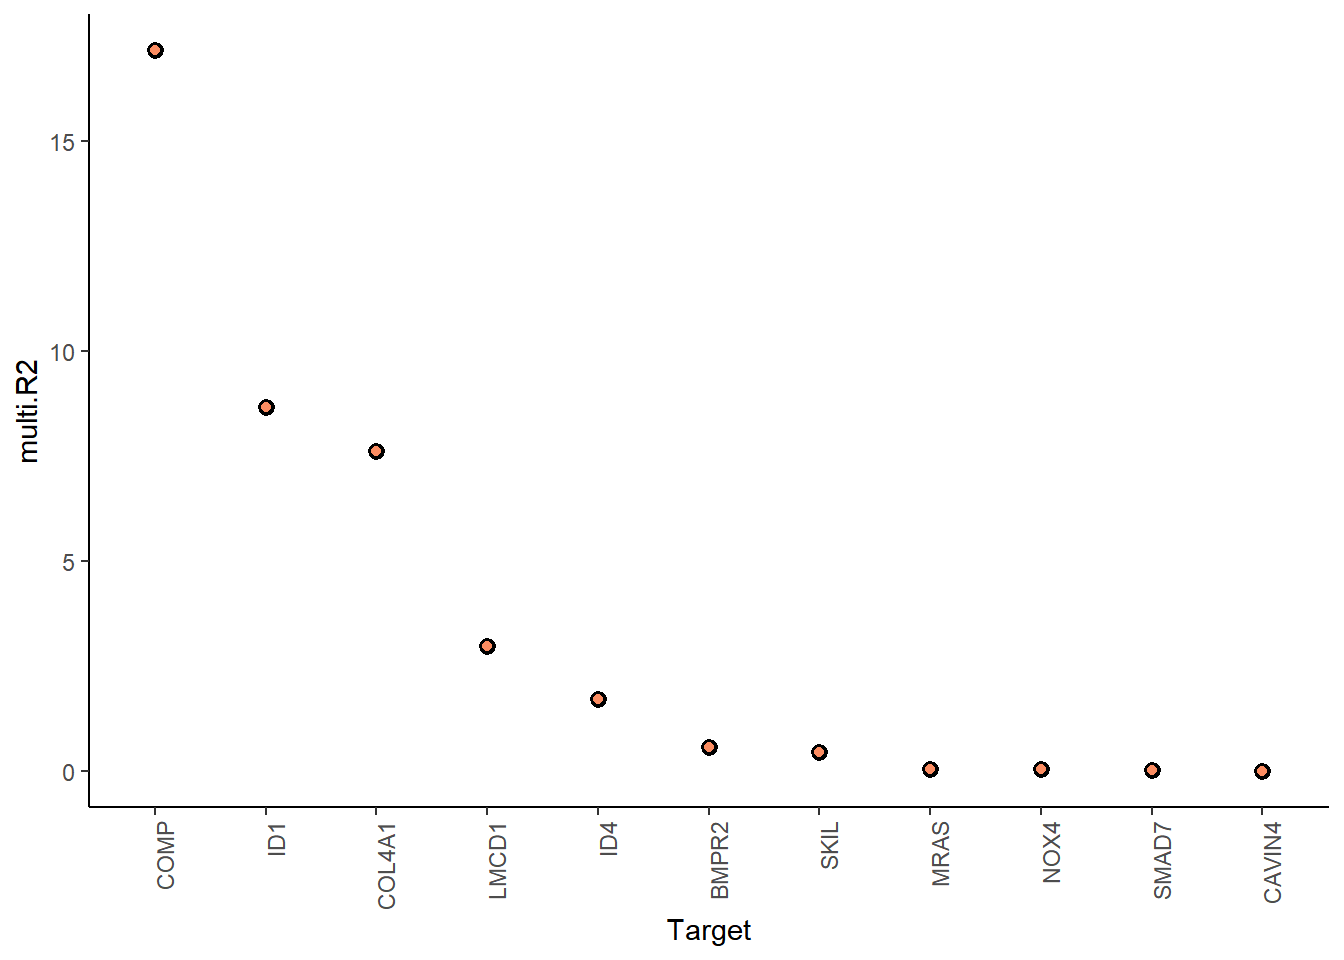 multi.R2
15
10
5
0
COMP
ID1
COL4A1
LMCD1
ID4
BMPR2
SKIL
MRAS
NOX4
SMAD7
CAVIN4
Target